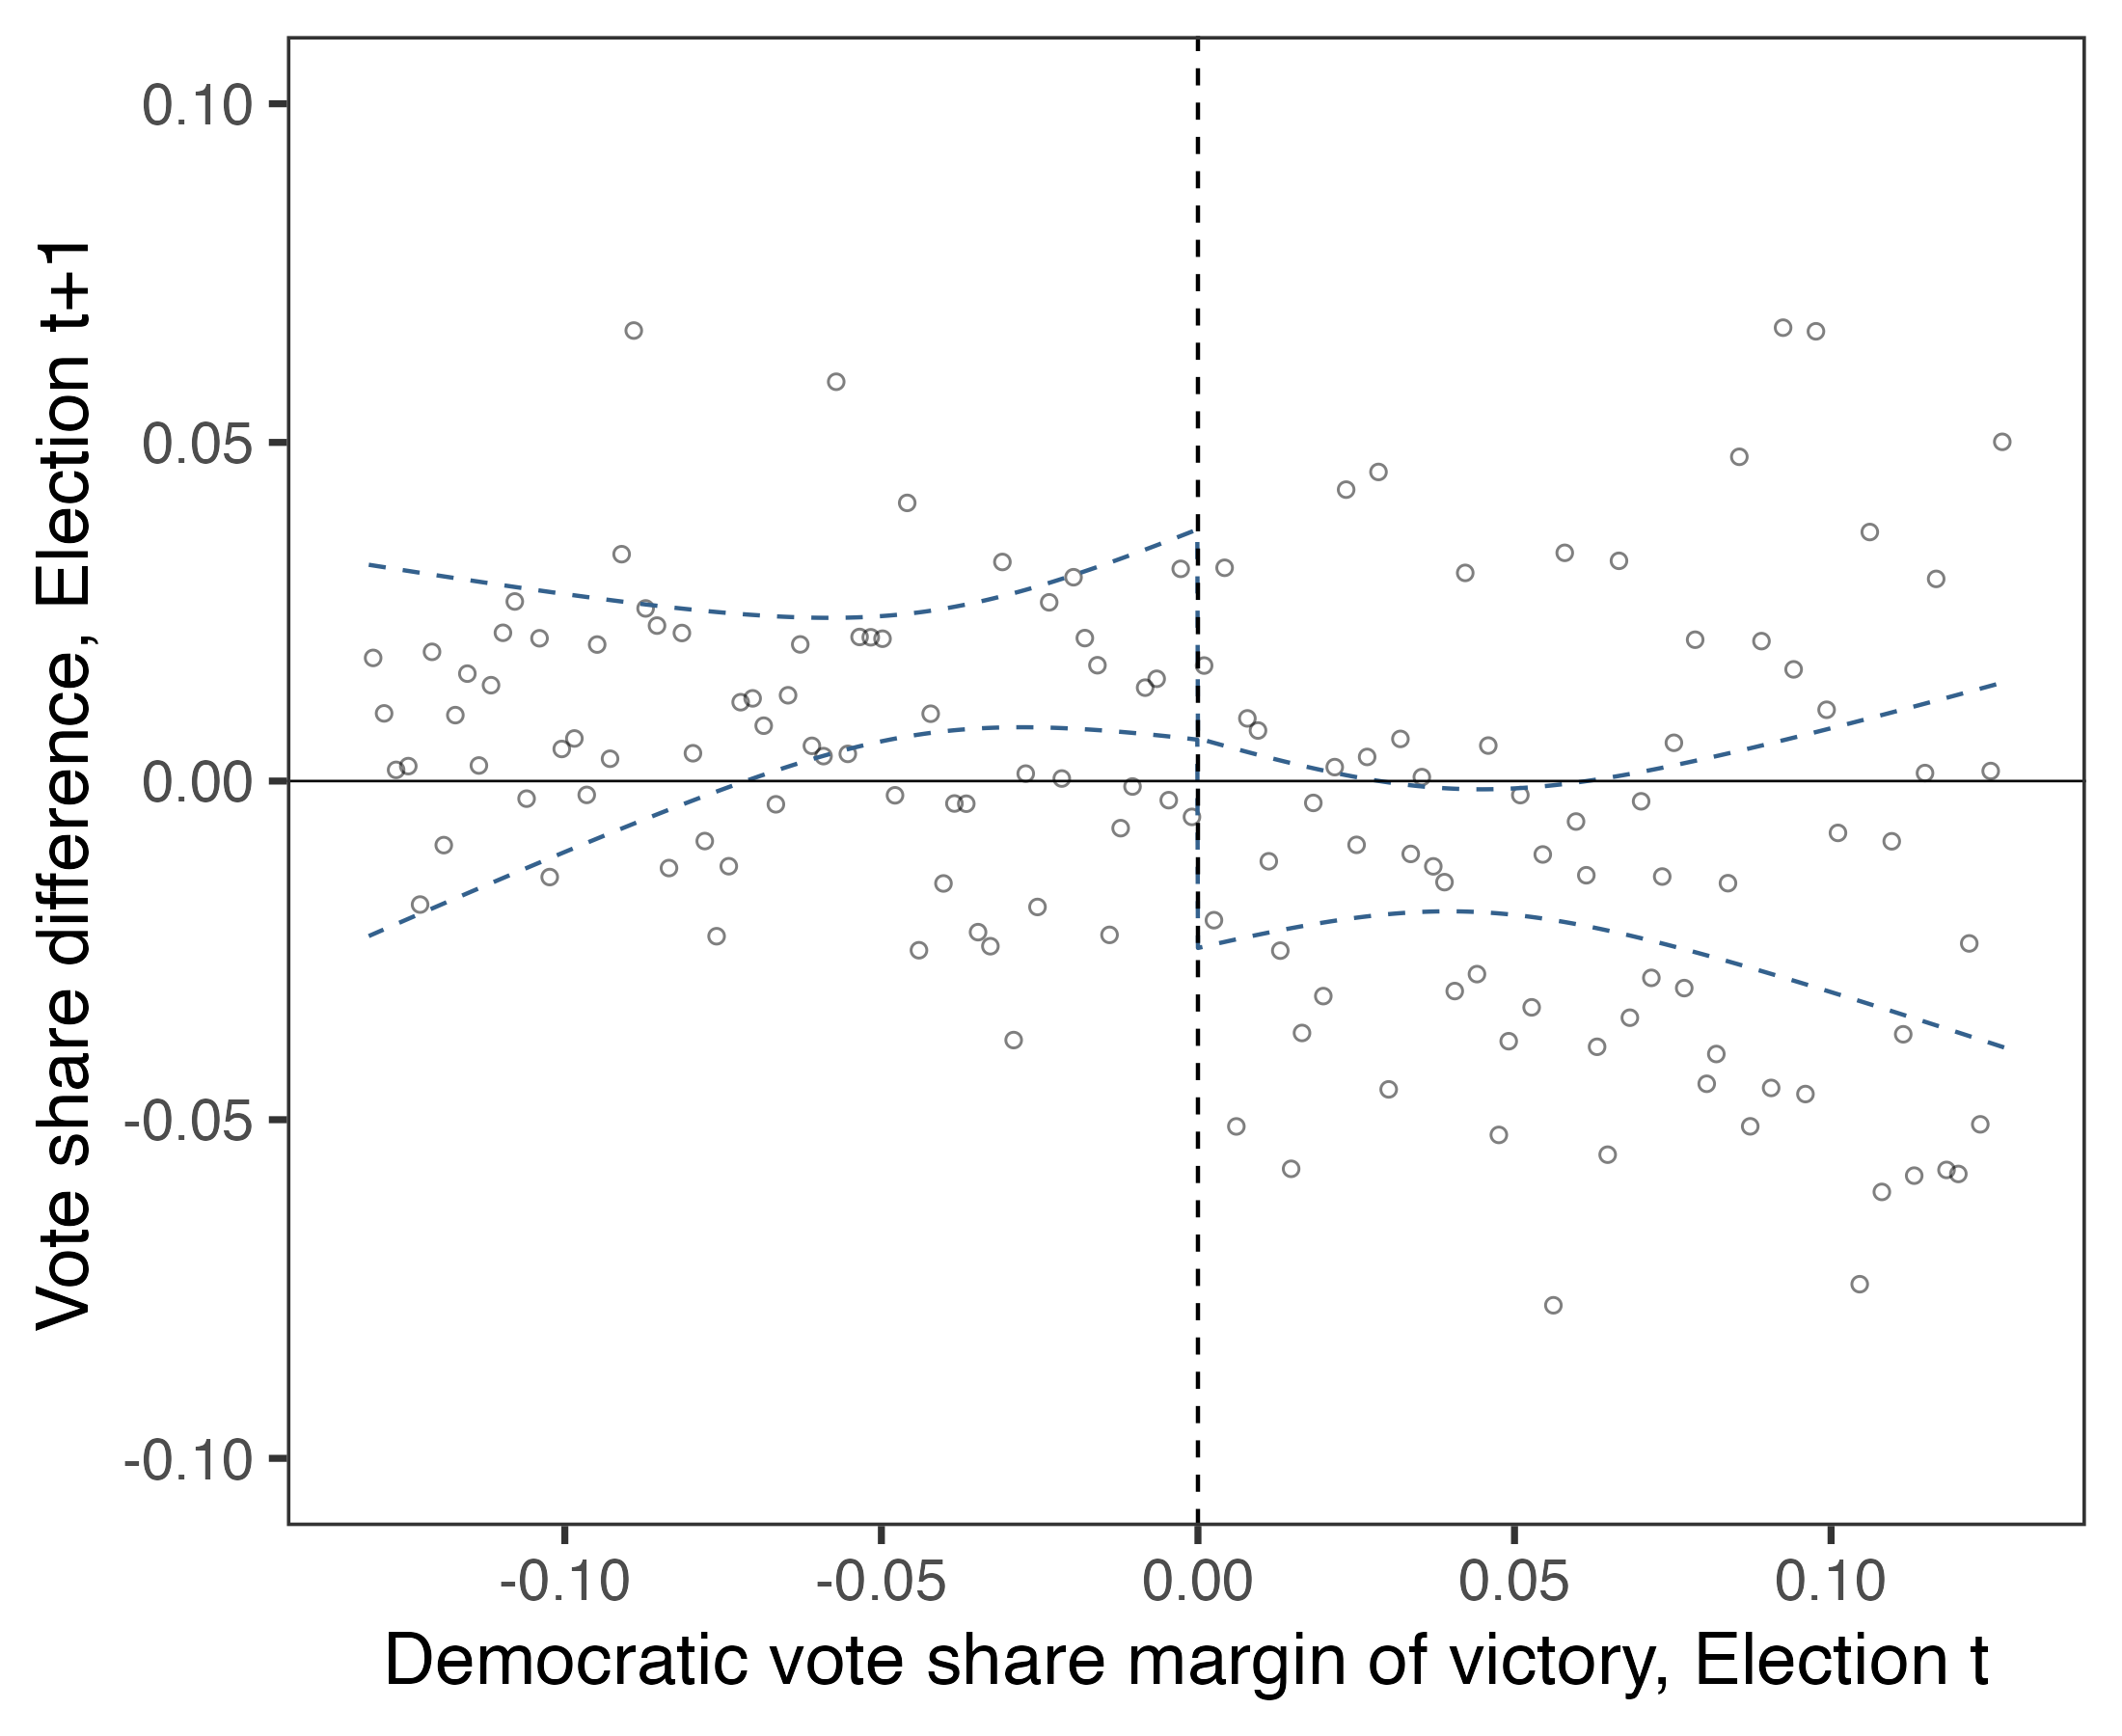 Vote share difference, Election t+1
0.10
0.05
0.00
-0.05
-0.10
-0.10 -0.05 0.00 0.05 0.10
Democratic vote share margin of victory, Election t